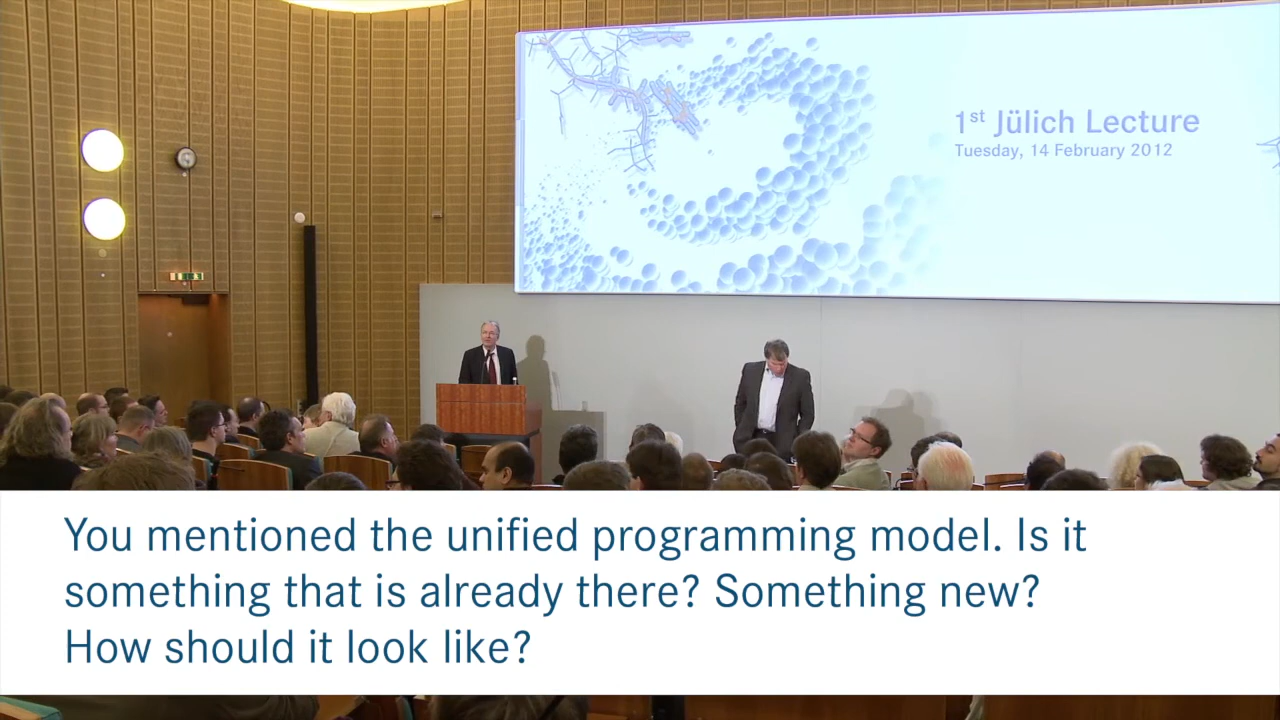 1st Jülich Lecture
Tuesday, 14 February 2012
You mentioned the unified programming model. Is it
something that is already there? Something new?
How should it look like?